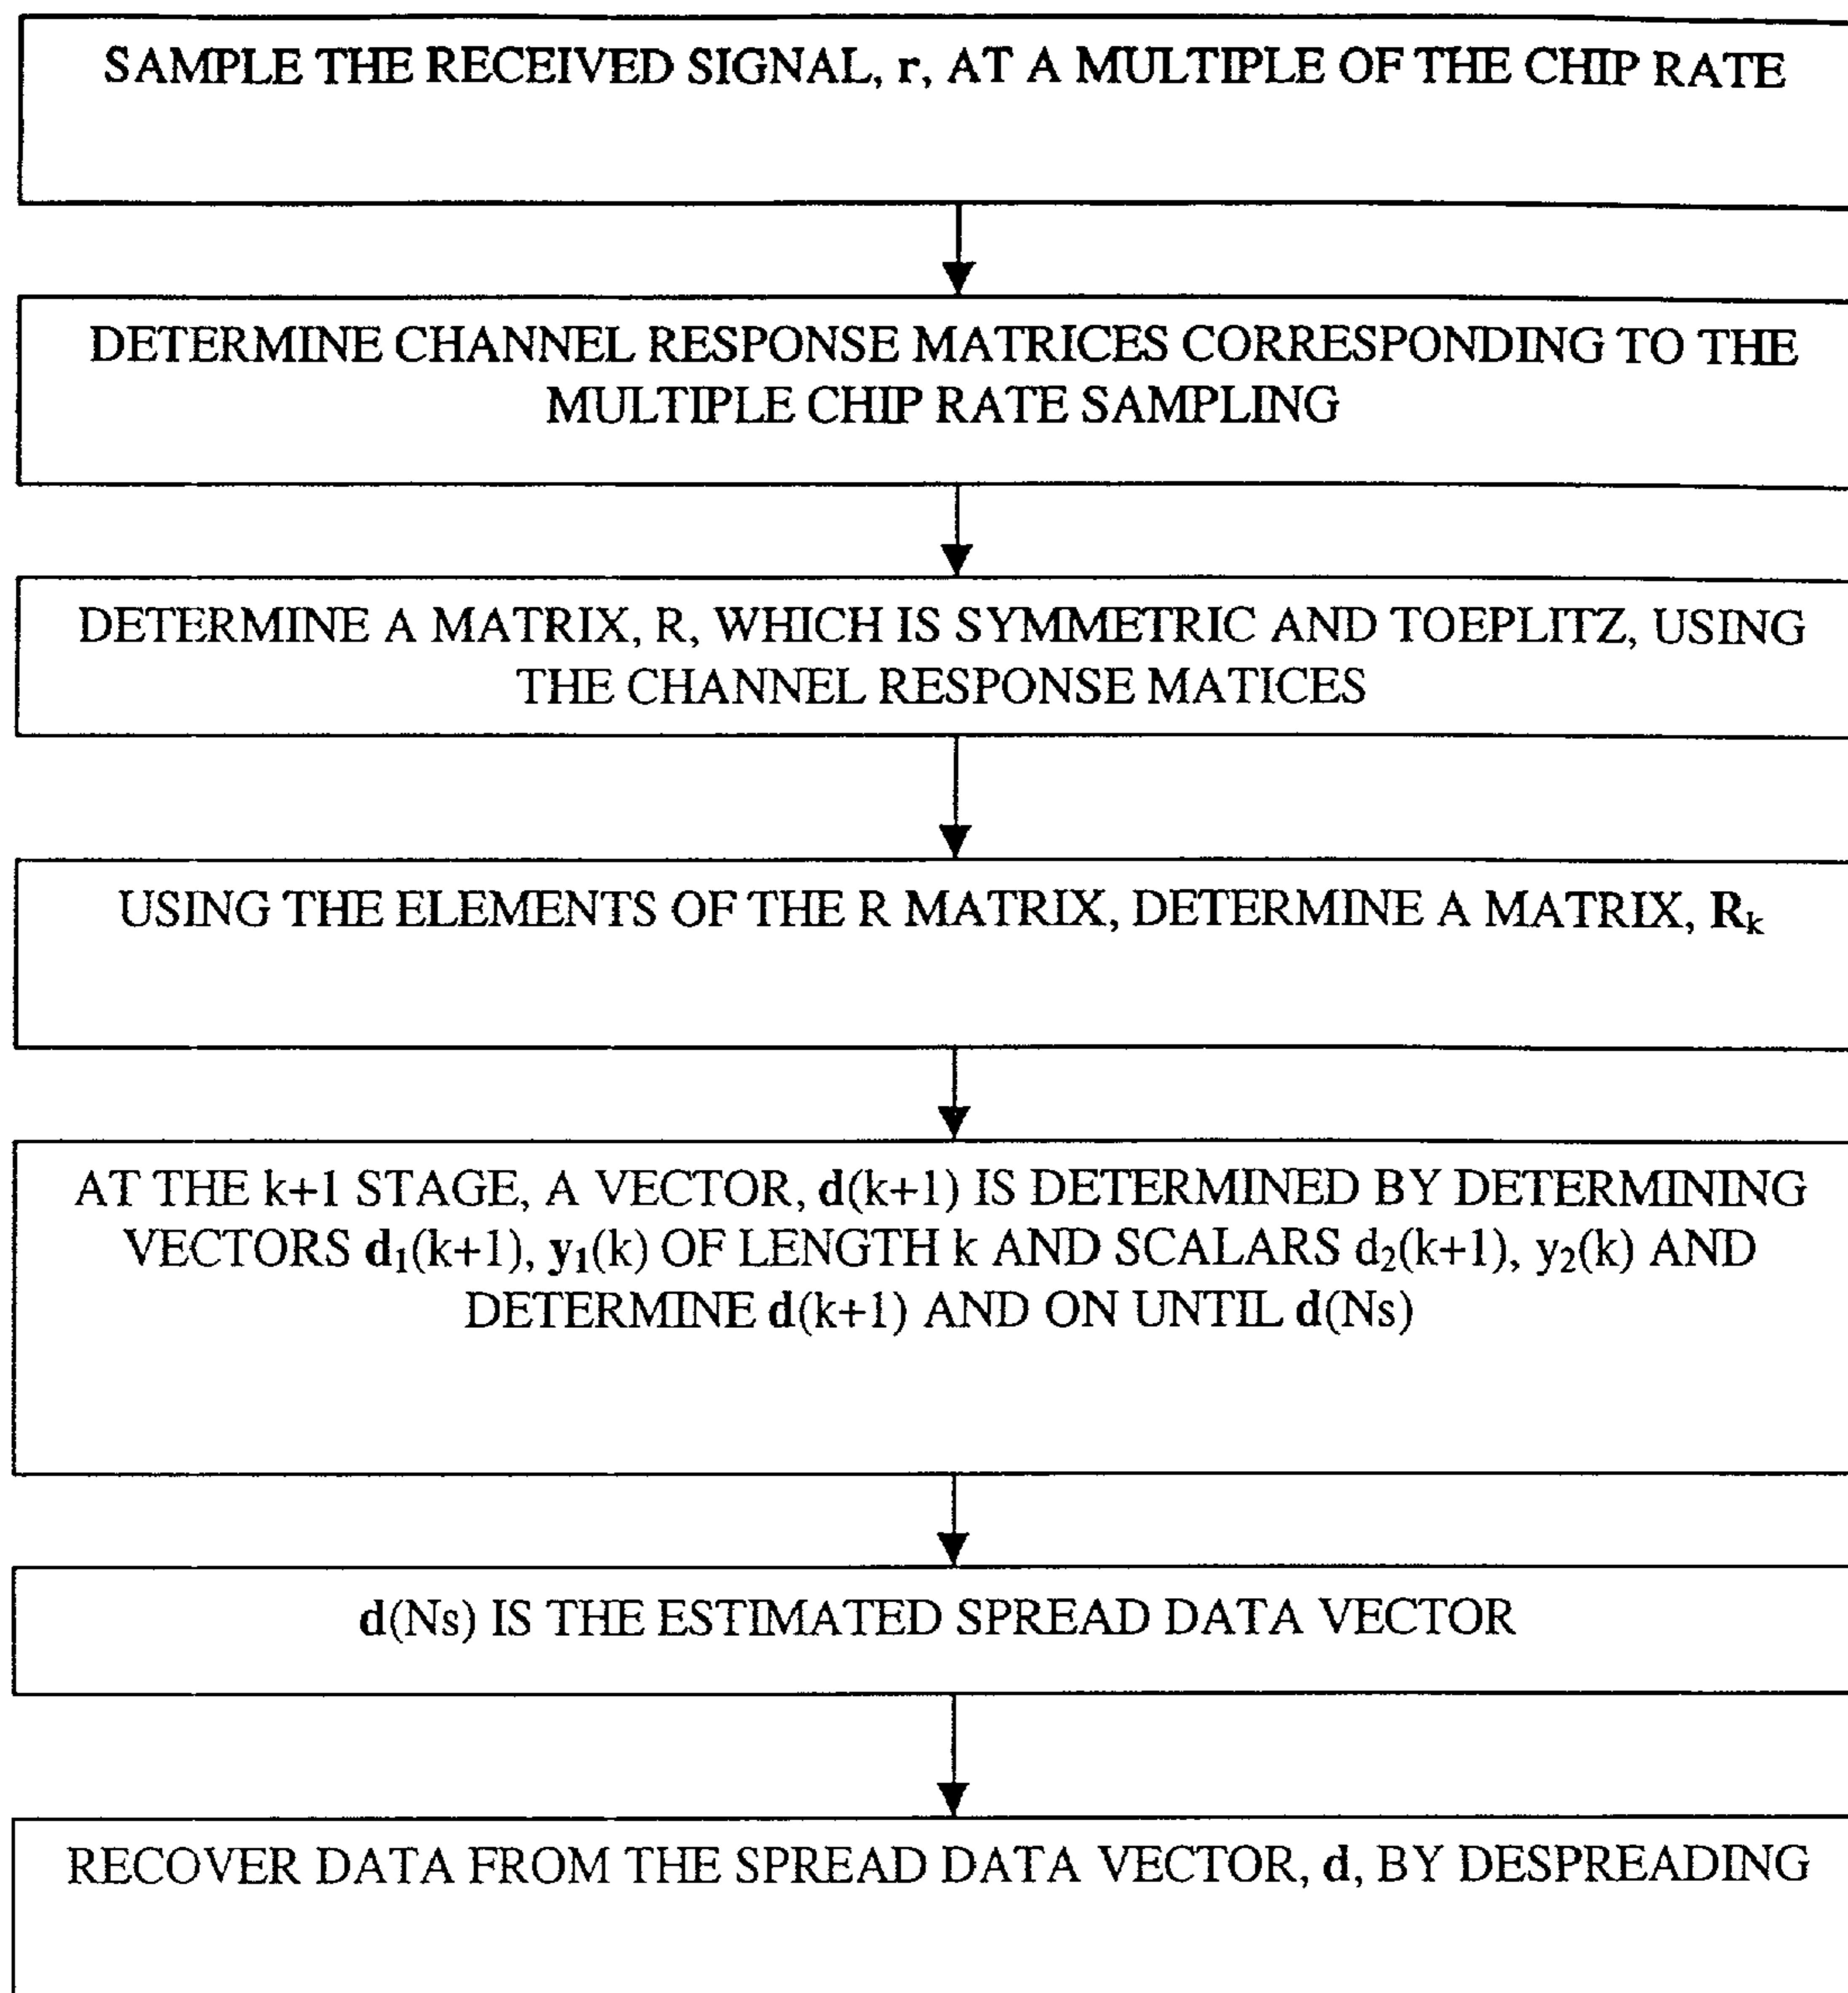 SAMPLE THE RECEIVED SIGNAL, r, AT A MULTIPLE OF THE CHIP RATE
DETERMINE CHANNEL RESPONSE MATRICES CORRESPONDING TO THE
MULTIPLE CHIP RATE SAMPLING
DETERMINE A MATRIX, R, WHICH IS SYMMETRIC AND TOEPLITZ, USING
THE CHANNEL RESPONSE MATICES
USING THE ELEMENTS OF THE R MATRIX, DETERMINE A MATRIX, Rₖ
AT THE k+1 STAGE, A VECTOR, d(k+1) IS DETERMINED BY DETERMINING
VECTORS d₁(k+1), y₁(k) OF LENGTH k AND SCALARS d₂(k+1), y₂(k) AND
DETERMINE d(k+1) AND ON UNTIL d(Ns)
d(Ns) IS THE ESTIMATED SPREAD DATA VECTOR
RECOVER DATA FROM THE SPREAD DATA VECTOR, d, BY DESPREADING